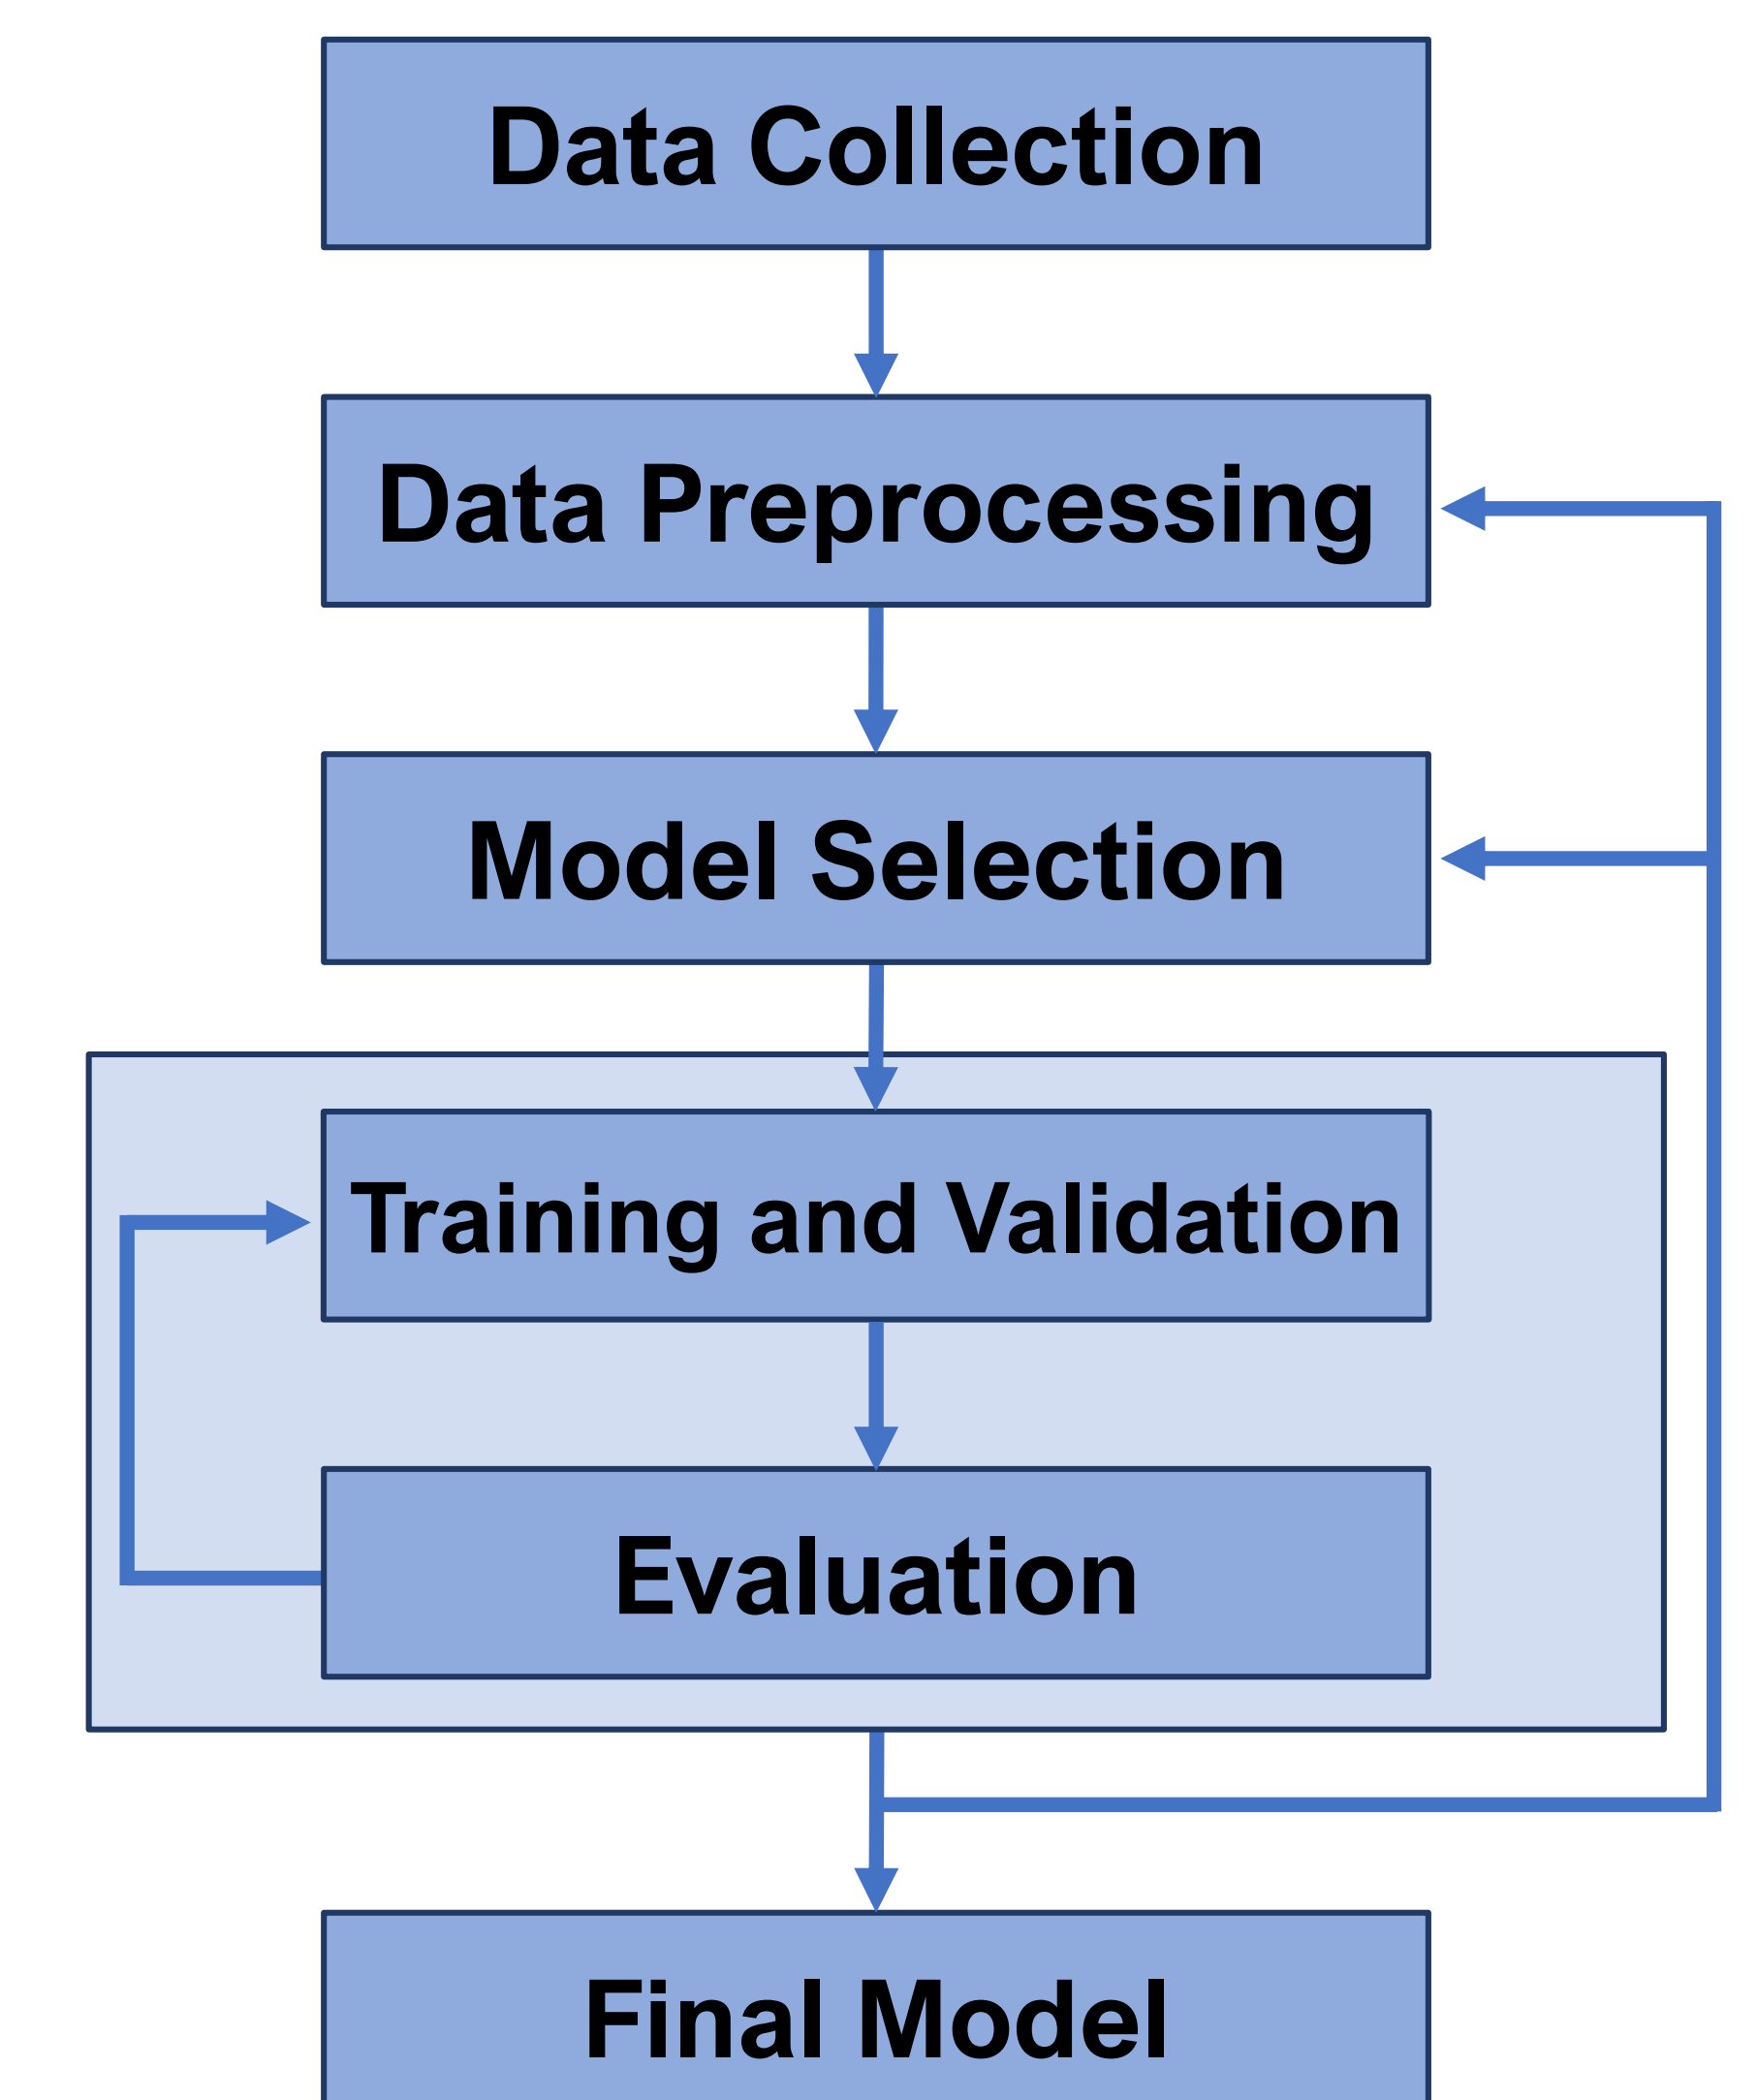 Data Collection
Data Preprocessing
Model Selection
Training and Validation
Evaluation
Final Model